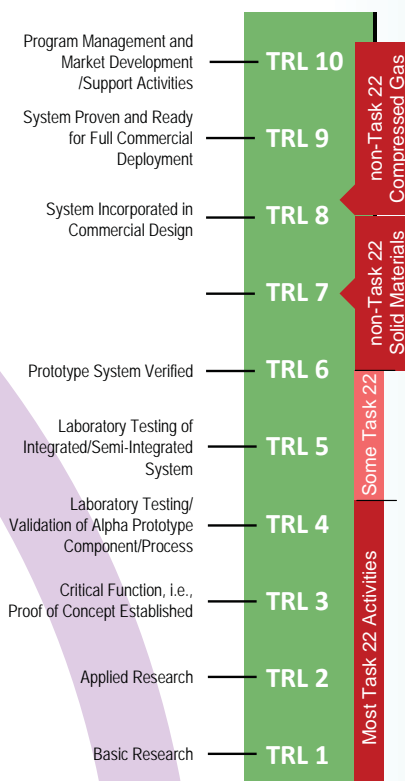 Program Management and
Market Development
/Support Activities
TRL 10
System Proven and Ready
for Full Commercial
Deployment
TRL 9
System Incorporated in
Commercial Design
TRL 8
TRL 7
Prototype System Verified
TRL 6
Laboratory Testing of
Integrated/Semi-Integrated
System
TRL 5
Laboratory Testing/
Validation of Alpha Prototype
Component/Process
TRL 4
Critical Function, i.e.,
Proof of Concept Established
TRL 3
Applied Research
TRL 2
Basic Research
TRL 1
non-Task 22
Compressed Gas
non-Task 22
Solid Materials
Some Task 22
Most Task 22 Activities